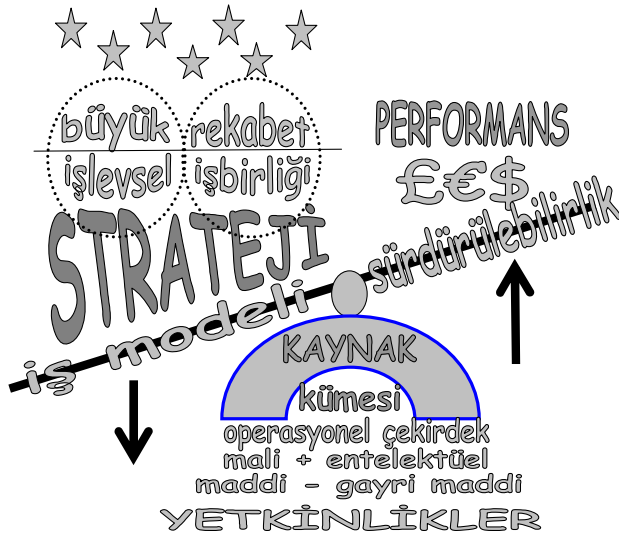 büyük
işlevsel
rekabet
işbirliği
STRATEJİ
iş modeli
PERFORMANS
£€$
sürdürülebilirlik
KAYNAK
kümesi
operasyonel çekirdek
mali + entelektüel
maddi - gayri maddi
YETKİNLİKLER